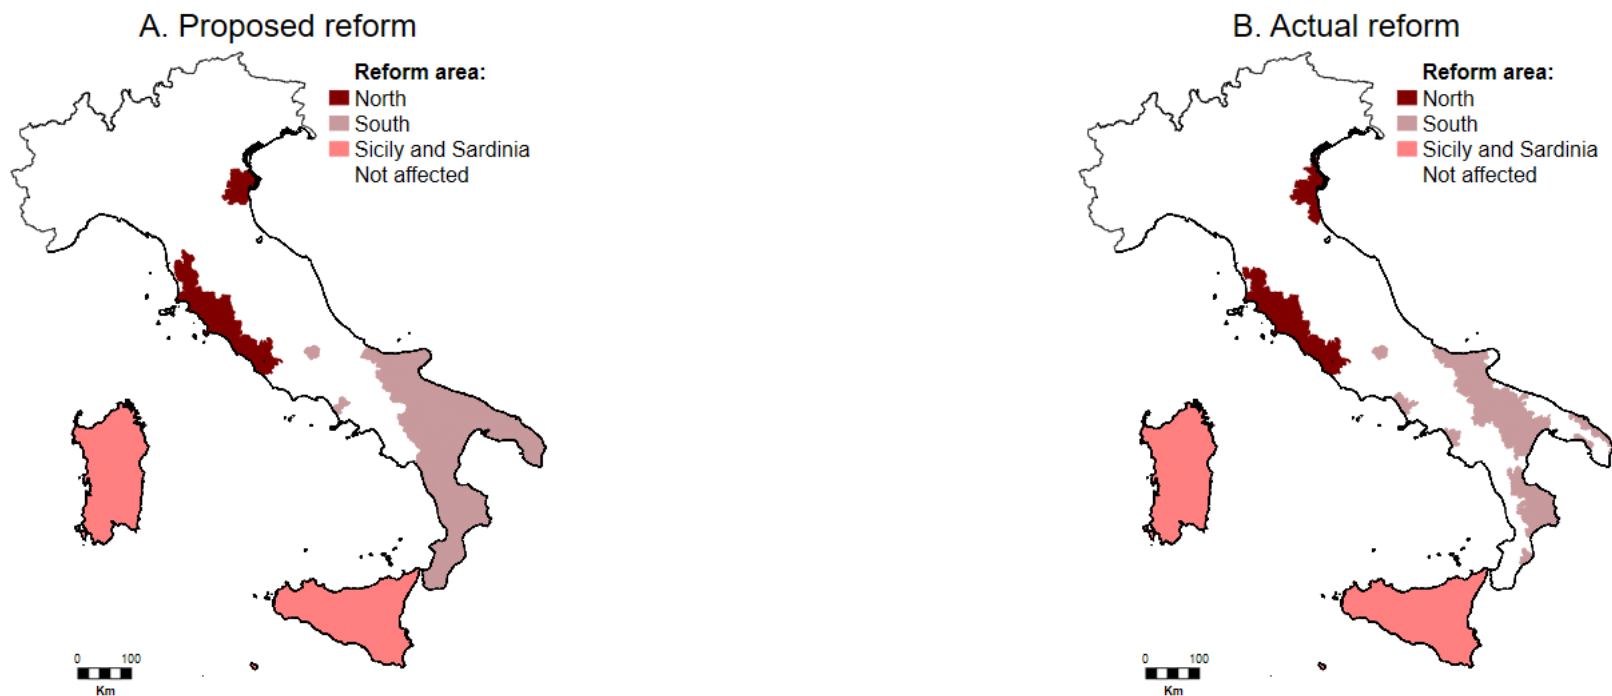 A. Proposed reform
Reform area:
North
South
Sicily and Sardinia
Not affected
0 100
Km
B. Actual reform
Reform area:
North
South
Sicily and Sardinia
Not affected
0 100
Km